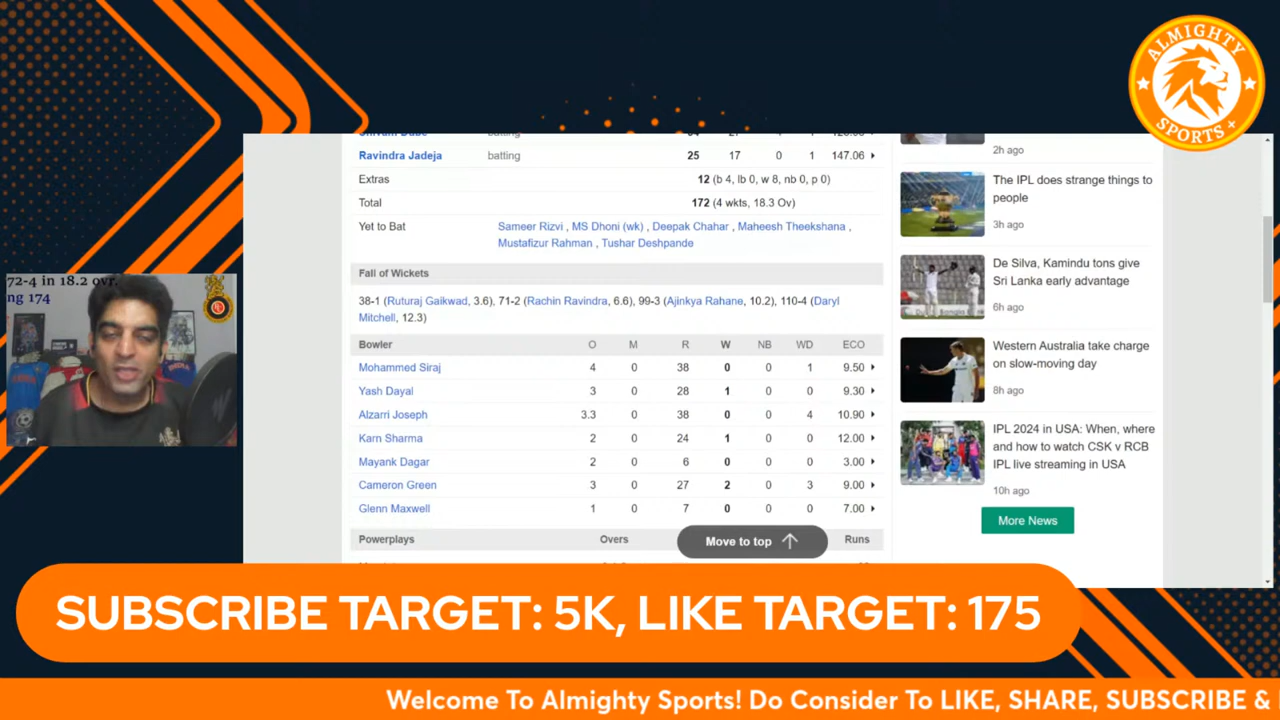 ALMIGHTY
SPORTS+
batting
Ravindra Jadeja batting 25 17 0 1 147.06
Extras 12 (b 4, lb 0, w 8, nb 0, p 0)
Total 172 (4 wkts, 18.3 Ov)
Yet to Bat Sameer Rizvi , MS Dhoni (wk) , Deepak Chahar , Maheesh Theekshana ,
Mustafizur Rahman , Tushar Deshpande
Fall of Wickets
38-1 (Ruturaj Gaikwad, 3.6), 71-2 (Rachin Ravindra, 6.6), 99-3 (Ajinkya Rahane, 10.2), 110-4 (Daryl
Mitchell, 12.3)
Bowler O M R W NB WD ECO
Mohammed Siraj 4 0 38 0 0 1 9.50
Yash Dayal 3 0 28 1 0 0 9.30
Alzarri Joseph 3.3 0 38 0 0 4 10.90
Karn Sharma 2 0 24 1 0 0 12.00
Mayank Dagar 2 0 6 0 0 0 3.00
Cameron Green 3 0 27 2 0 3 9.00
Glenn Maxwell 1 0 7 0 0 0 7.00
Powerplays Overs Runs
Move to top
2h ago
The IPL does strange things to
people
3h ago
De Silva, Kamindu tons give
Sri Lanka early advantage
6h ago
Western Australia take charge
on slow-moving day
8h ago
IPL 2024 in USA: When, where
and how to watch CSK v RCB
IPL live streaming in USA
10h ago
More News
72-4 in 18.2 ovr.
ng 174
SUBSCRIBE TARGET: 5K, LIKE TARGET: 175
Welcome To Almighty Sports! Do Consider To LIKE, SHARE, SUBSCRIBE &